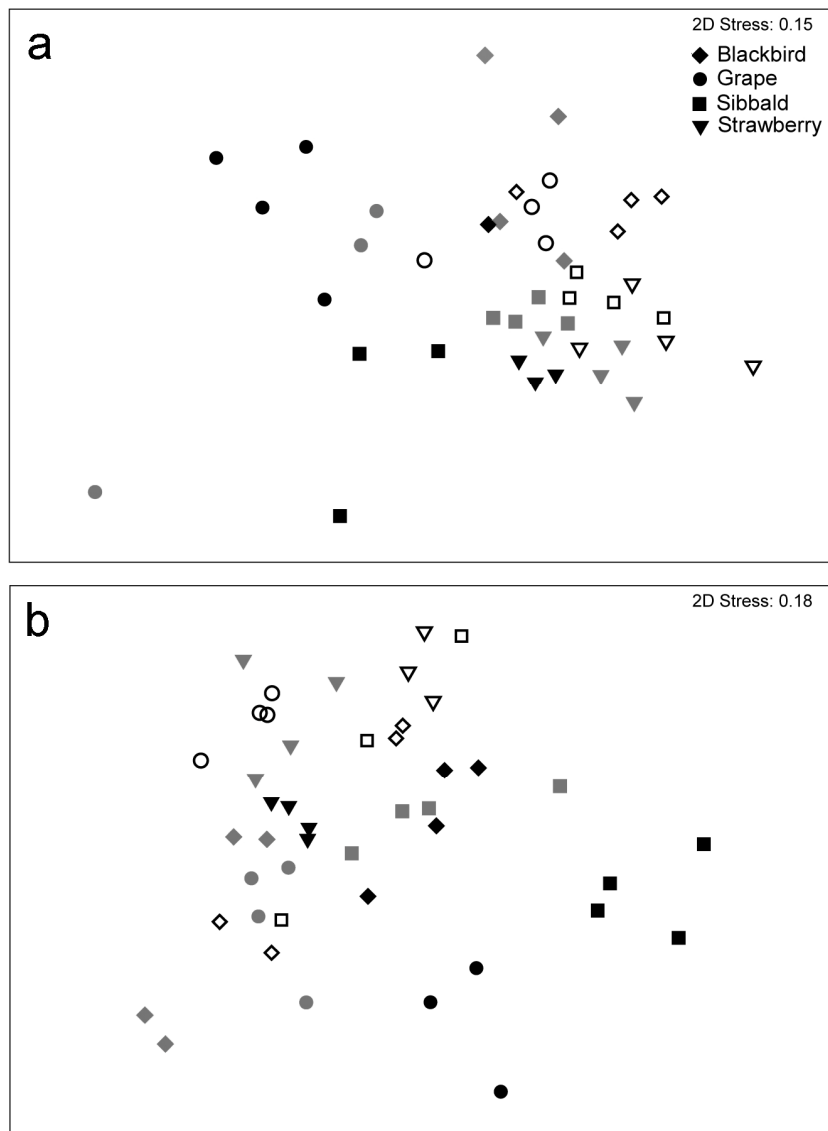 a
2D Stress: 0.15
Blackbird
Grape
Sibbald
Strawberry
b
2D Stress: 0.18